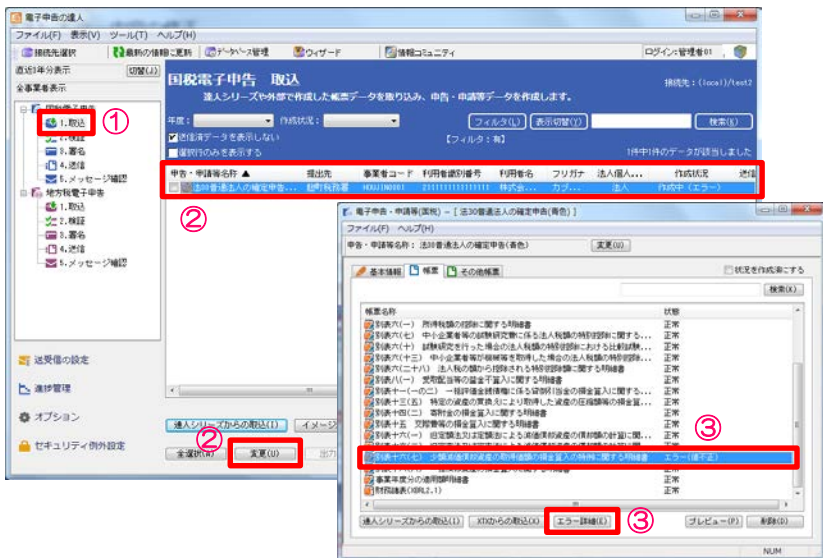 電子申告の達人
ファイル(F) 表示(V) ツール(T) ヘルプ(H)
接続先選択 最新の情報に更新 データベース管理 ウィザード 情報コミュニティ ログイン:管理者01
直近1年分表示 切替(J)
全事業者表示
国税電子申告
1.取込
2.検証
3.署名
4.送信
5.メッセージ確認
地方税電子申告
1.取込
2.検証
3.署名
4.送信
5.メッセージ確認
送受信の設定
進捗管理
オプション
セキュリティ例外設定
①
国税電子申告 取込 接続先:(local)/test2
達人シリーズや外部で作成した帳票データを取り込み、申告・申請等データを作成します。
年度: 作成状況: フィルタ(L) 表示切替(Y) 検索(K)
送信済データを表示しない 【フィルタ:有】
選択行のみを表示する 1件中1件のデータが該当しました
申告・申請等名称 ▲ 提出先 事業者コード 利用者識別番号 利用者名 フリガナ 法人個人... 作成状況 送信
法30普通法人の確定申告... 麹町税務署 HOUJIN0001 2111111111111111 株式会... カブ... 法人 作成中 (エラー)
②
達人シリーズからの取込(I) イメージ
②
全選択(A) 変更(U) 出力
電子申告・申請等(国税) - [ 法30普通法人の確定申告(青色) ]
ファイル(F) ヘルプ(H)
申告・申請等名称: 法30普通法人の確定申告(青色) 変更(U)
基本情報 帳票 その他帳票 状況を作成済にする
検索(K)
帳票名称 状態
別表六(一) 所得税額の控除に関する明細書 正常
別表六(七) 中小企業者等の試験研究費に係る法人税額の特別控除に関する... 正常
別表六(十) 試験研究を行った場合の法人税額の特別控除における比較試験... 正常
別表六(十三) 中小企業者等が機械等を取得した場合の法人税額の特別控除... 正常
別表六(二十八) 法人税の額から控除される特別控除額に関する明細書 正常
別表八(一) 受取配当等の益金不算入に関する明細書 正常
別表十一(一の二) 一括評価金銭債権に係る貸倒引当金の損金算入に関する... 正常
別表十三(五) 特定の資産の買換えにより取得した資産の圧縮額等の損金算... 正常
別表十四(二) 寄附金の損金算入に関する明細書 正常
別表十五 交際費等の損金算入に関する明細書 正常
別表十六(一) 旧定額法又は定額法による減価償却資産の償却額の計算に関... 正常
③
別表十六(七) 少額減価償却資産の取得価額の損金算入の特例に関する明細書 エラー(値不正)
事業年度分の適用額明細書 正常
財務諸表(XBRL2.1) 正常
達人シリーズからの取込(I) XTXからの取込(X) エラー詳細(E) ③ プレビュー(P) 削除(D)
NUM